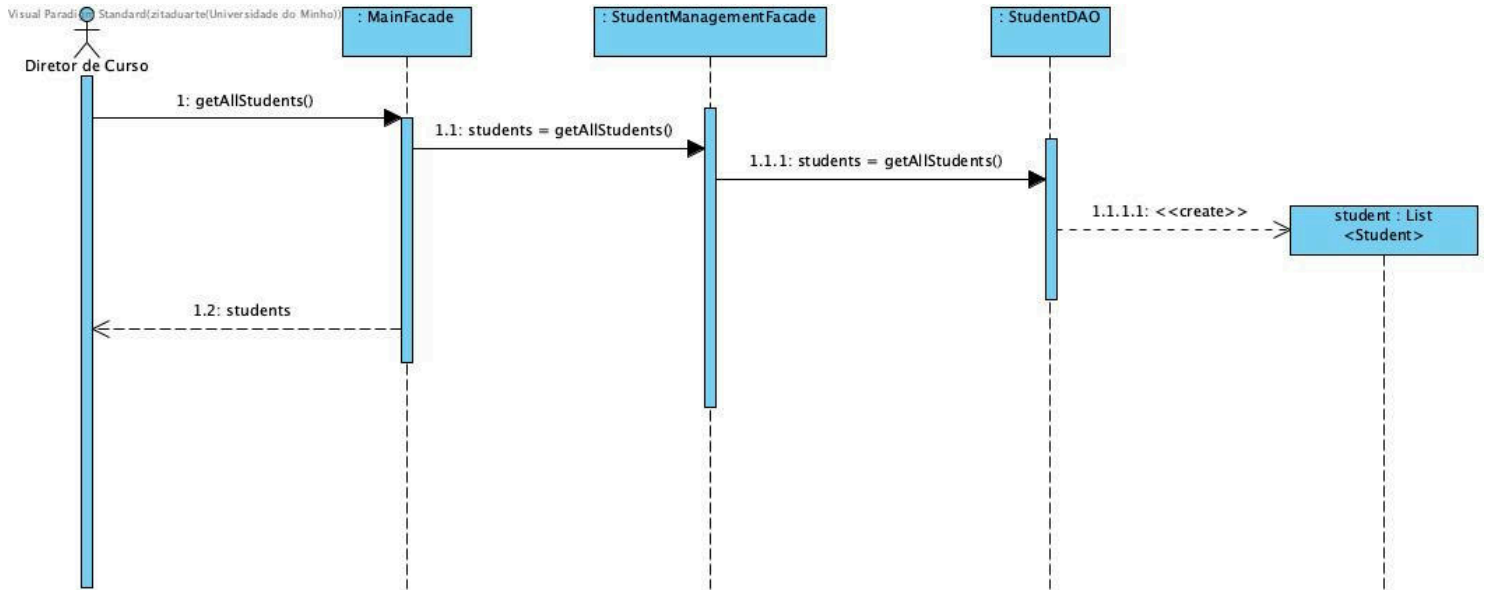 Visual Paradigm Standard(zitaduarte(Universidade do Minho))
: MainFacade
: StudentManagementFacade
: StudentDAO
Diretor de Curso
1: getAllStudents()
1.1: students = getAllStudents()
1.1.1: students = getAllStudents()
1.1.1.1: <<create>>
student : List
<Student>
1.2: students